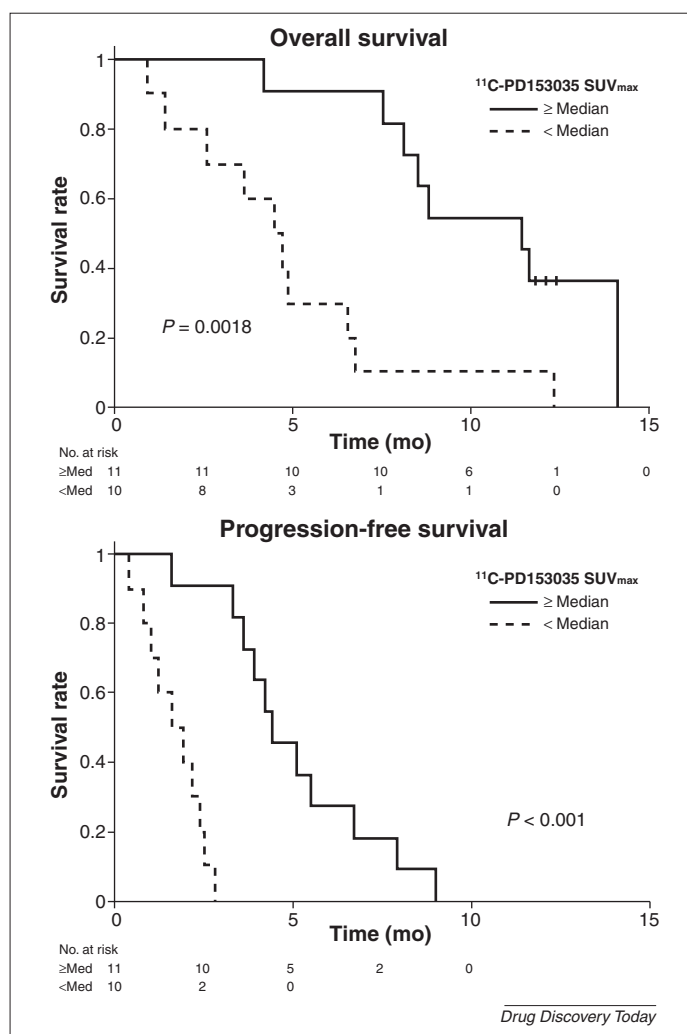 Overall survival
¹¹C-PD153035 SUVmax
≥ Median
< Median
1
0.8
0.6
0.4
0.2
0
Survival rate
P = 0.0018
0 5 10 15
Time (mo)
No. at risk
≥Med 11 11 10 10 6 1 0
<Med 10 8 3 1 1 0
Progression-free survival
¹¹C-PD153035 SUVmax
≥ Median
< Median
1
0.8
0.6
0.4
0.2
0
Survival rate
P < 0.001
0 5 10 15
Time (mo)
No. at risk
≥Med 11 10 5 2 0
<Med 10 2 0
Drug Discovery Today